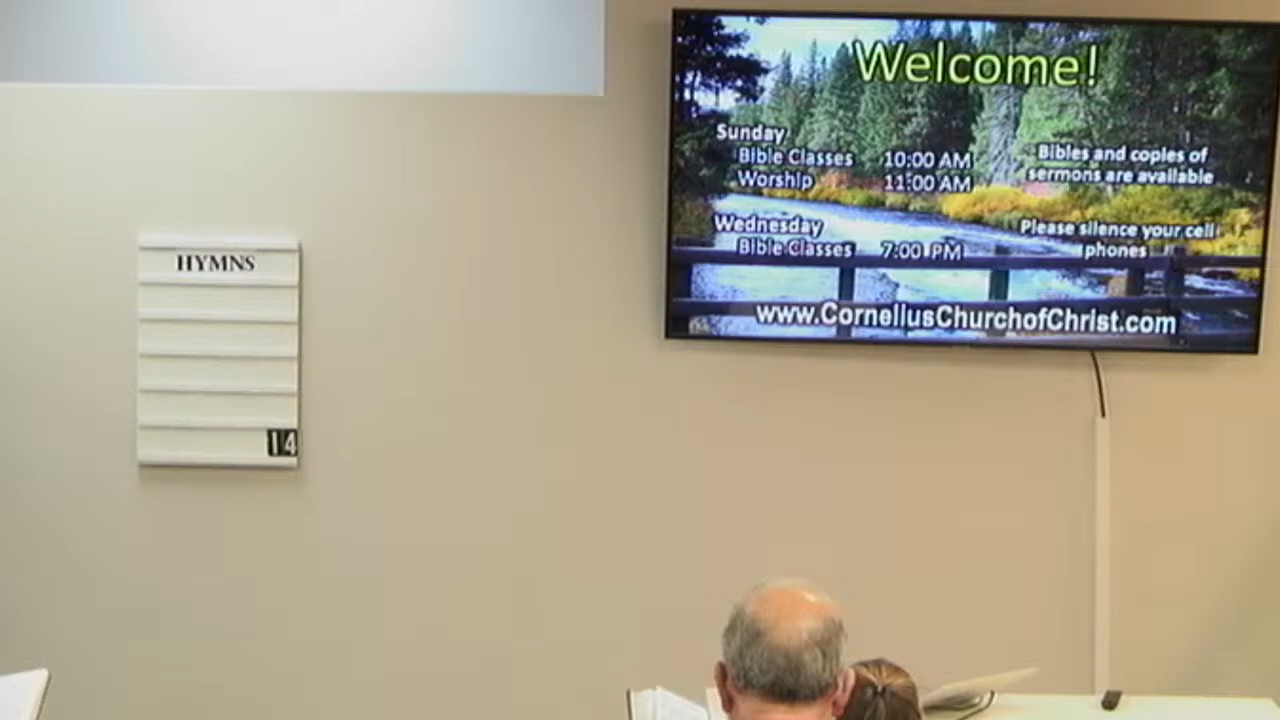 HYMNS
14
Welcome!
Sunday
Bible Classes 10:00 AM
Worship 11:00 AM
Wednesday
Bible Classes 7:00 PM
Bibles and copies of
sermons are available
Please silence your cell
phones
www.CorneliusChurchofChrist.com